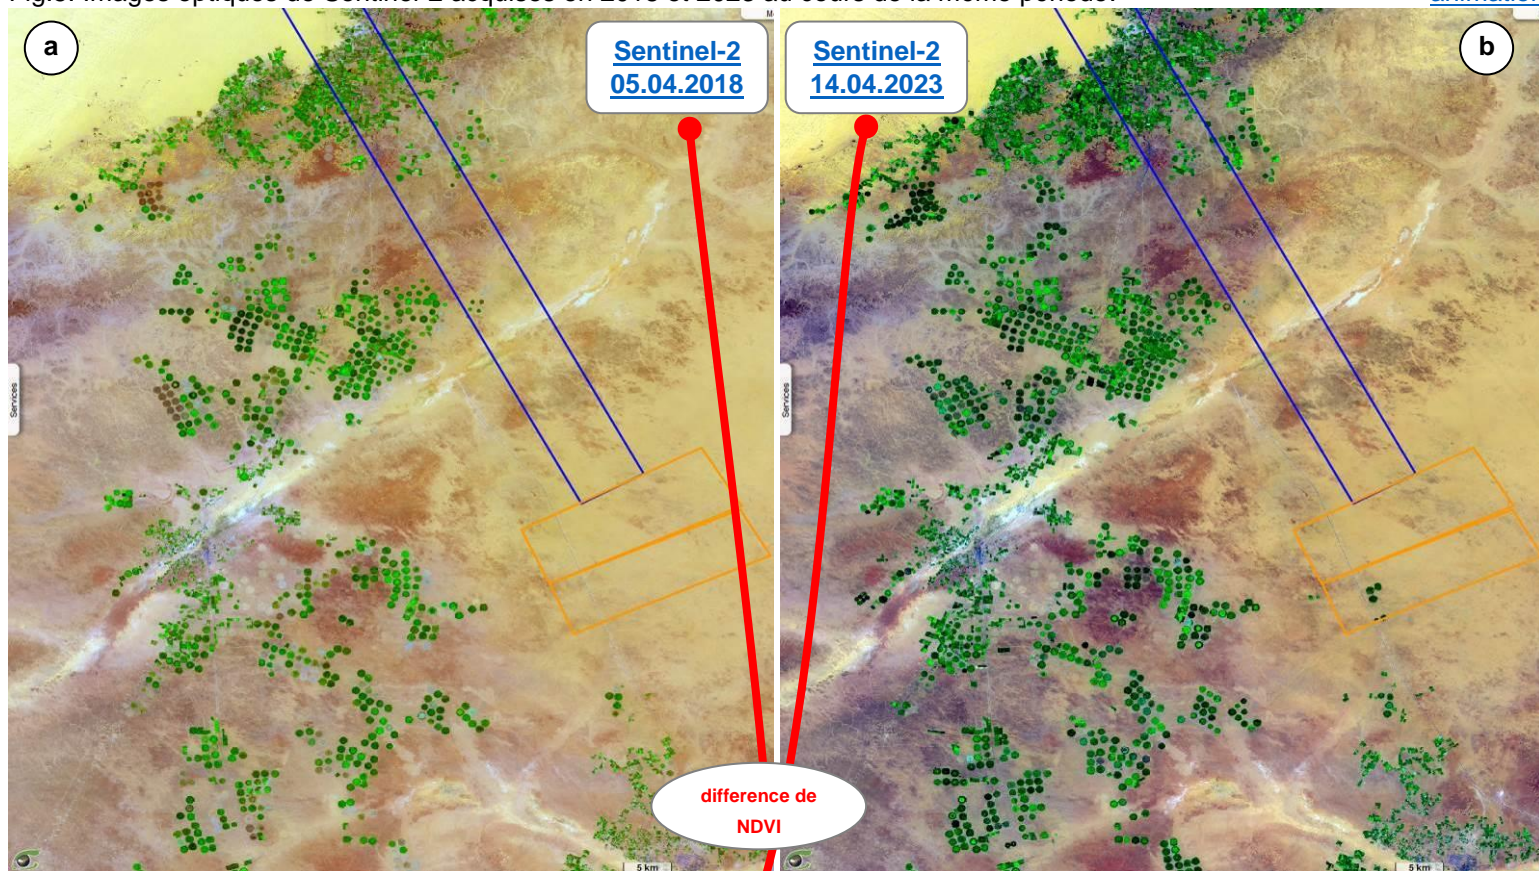 a
Sentinel-2
05.04.2018
Sentinel-2
14.04.2023
b
Services
Services
difference de
NDVI
5 km
5 km